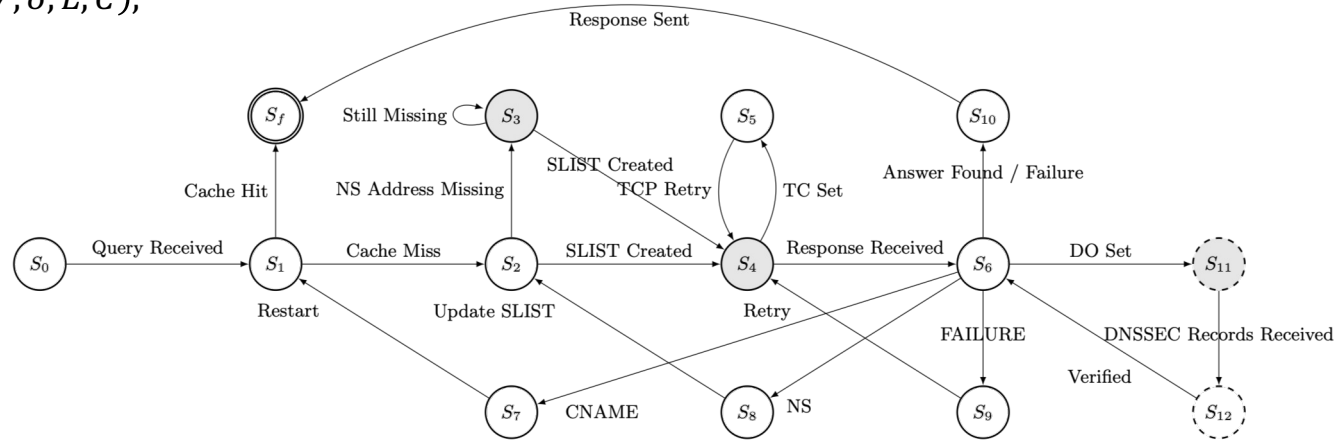 , δ, L, C),
Response Sent
S_f
Still Missing
S_3
S_5
S_10
SLIST Created
Answer Found / Failure
Cache Hit
NS Address Missing
TCP Retry
TC Set
S_0
Query Received
S_1
Cache Miss
S_2
SLIST Created
S_4
Response Received
S_6
DO Set
S_11
Restart
Update SLIST
Retry
FAILURE
DNSSEC Records Received
Verified
S_7
CNAME
S_8
NS
S_9
S_12